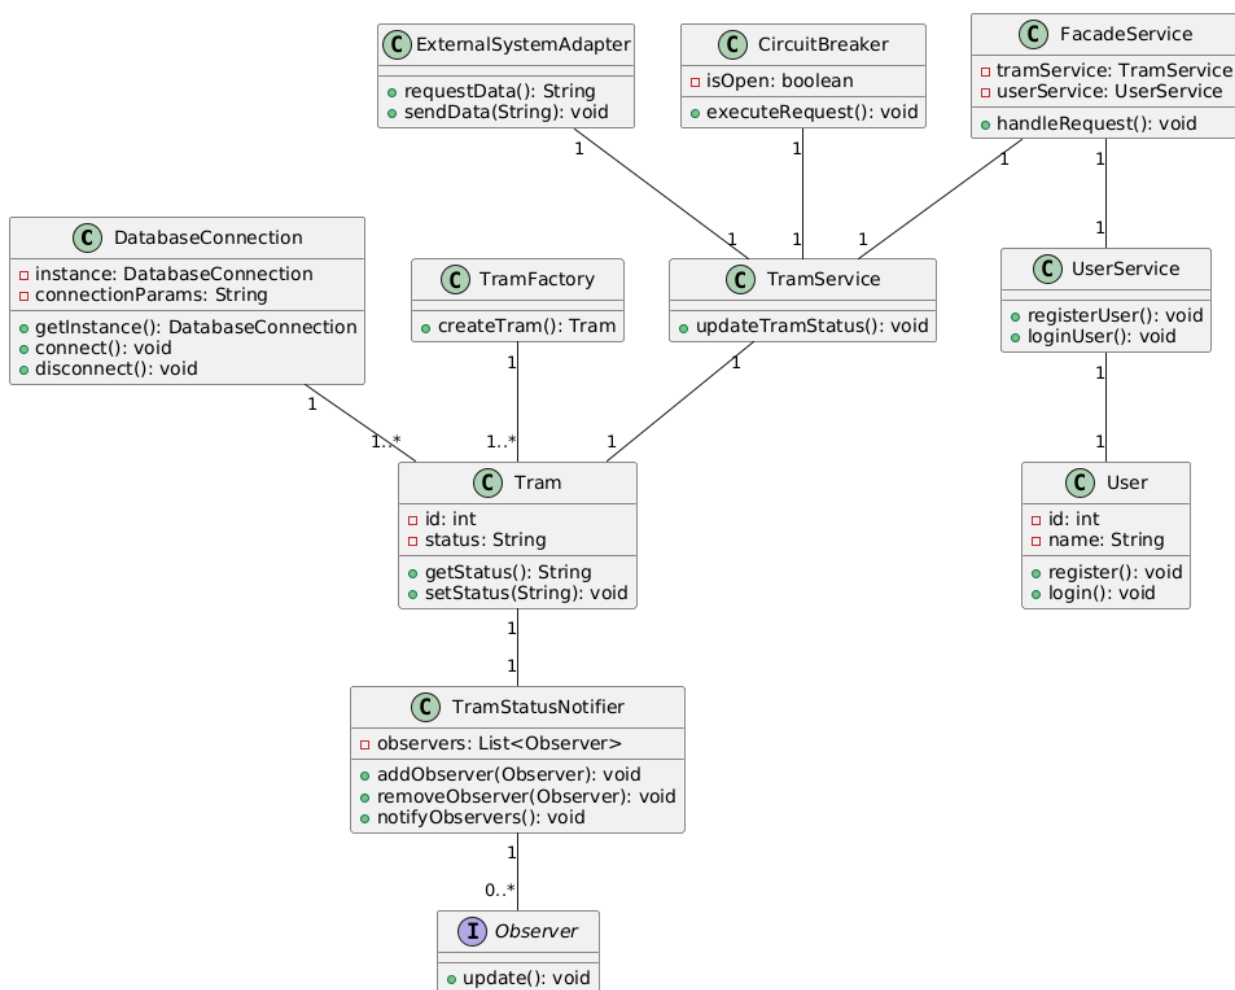 C ExternalSystemAdapter
requestData(): String
sendData(String): void
C CircuitBreaker
isOpen: boolean
executeRequest(): void
C FacadeService
tramService: TramService
userService: UserService
handleRequest(): void
1
1
1
1
1
1
1
1
C DatabaseConnection
instance: DatabaseConnection
connectionParams: String
getInstance(): DatabaseConnection
connect(): void
disconnect(): void
C TramFactory
createTram(): Tram
C TramService
updateTramStatus(): void
C UserService
registerUser(): void
loginUser(): void
1
1
1
1
1..*
1..*
1
1
C Tram
id: int
status: String
getStatus(): String
setStatus(String): void
C User
id: int
name: String
register(): void
login(): void
1
1
C TramStatusNotifier
observers: List<Observer>
addObserver(Observer): void
removeObserver(Observer): void
notifyObservers(): void
1
0..*
I Observer
update(): void